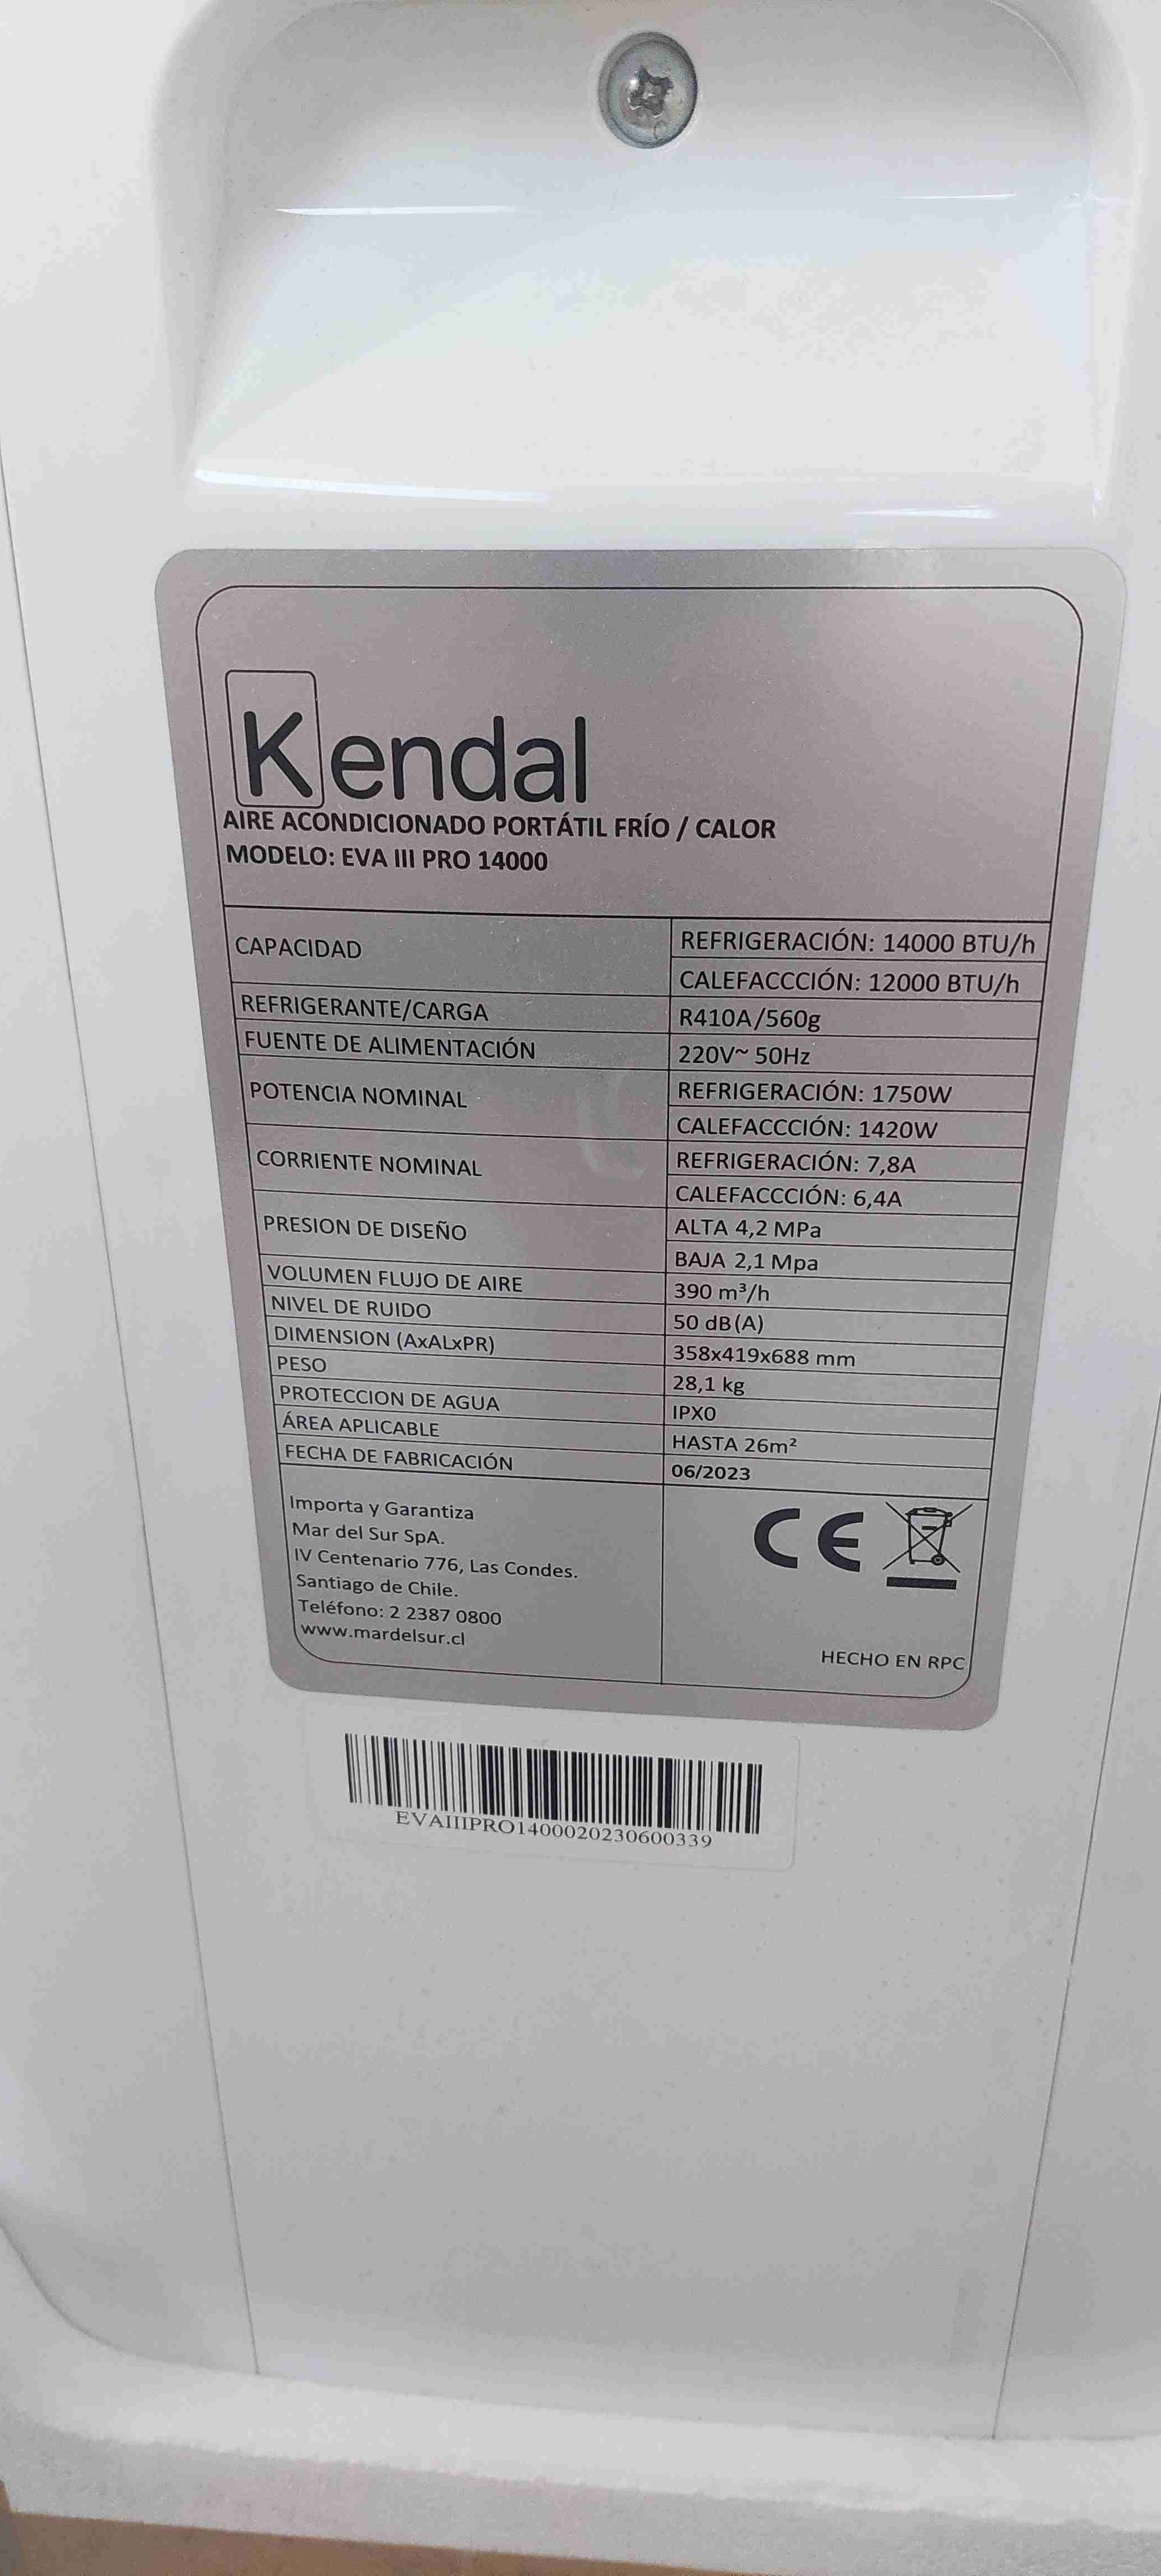 Kendal
AIRE ACONDICIONADO PORTÁTIL FRÍO / CALOR
MODELO: EVA III PRO 14000
CAPACIDAD
REFRIGERACIÓN: 14000 BTU/h
CALEFACCCIÓN: 12000 BTU/h
REFRIGERANTE/CARGA R410A/560g
FUENTE DE ALIMENTACIÓN 220V~ 50Hz
POTENCIA NOMINAL
REFRIGERACIÓN: 1750W
CALEFACCCIÓN: 1420W
CORRIENTE NOMINAL
REFRIGERACIÓN: 7,8A
CALEFACCCIÓN: 6,4A
PRESION DE DISEÑO
ALTA 4,2 MPa
BAJA 2,1 Mpa
VOLUMEN FLUJO DE AIRE 390 m³/h
NIVEL DE RUIDO 50 dB(A)
DIMENSION (AxALxPR) 358x419x688 mm
PESO 28,1 kg
PROTECCION DE AGUA IPX0
ÁREA APLICABLE HASTA 26m²
FECHA DE FABRICACIÓN 06/2023
Importa y Garantiza
Mar del Sur SpA.
IV Centenario 776, Las Condes.
Santiago de Chile.
Teléfono: 2 2387 0800
www.mardelsur.cl
CE
HECHO EN RPC
EVAIIIPRO1400020230600339